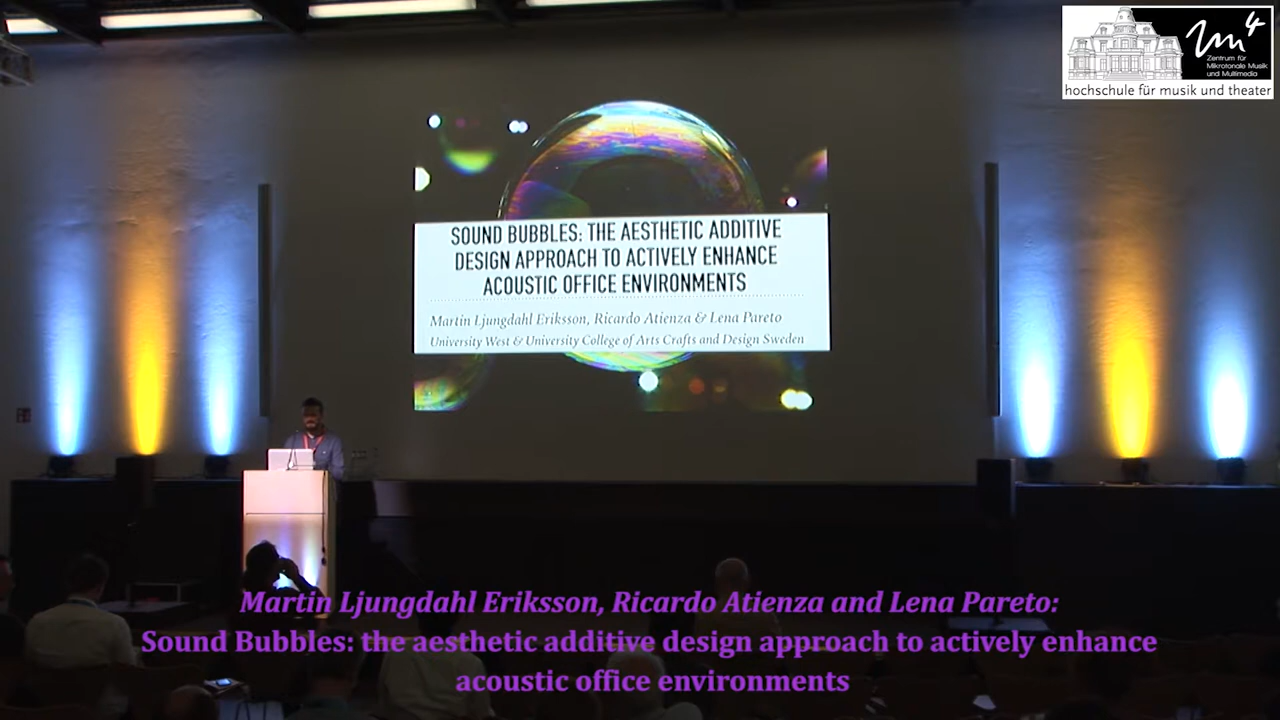 m4
Zentrum für
Mikrotonale Musik
und Multimedia
hochschule für musik und theater
SOUND BUBBLES: THE AESTHETIC ADDITIVE
DESIGN APPROACH TO ACTIVELY ENHANCE
ACOUSTIC OFFICE ENVIRONMENTS
Martin Ljungdahl Eriksson, Ricardo Atienza & Lena Pareto
University West & University College of Arts Crafts and Design Sweden
Martin Ljungdahl Eriksson, Ricardo Atienza and Lena Pareto:
Sound Bubbles: the aesthetic additive design approach to actively enhance
acoustic office environments